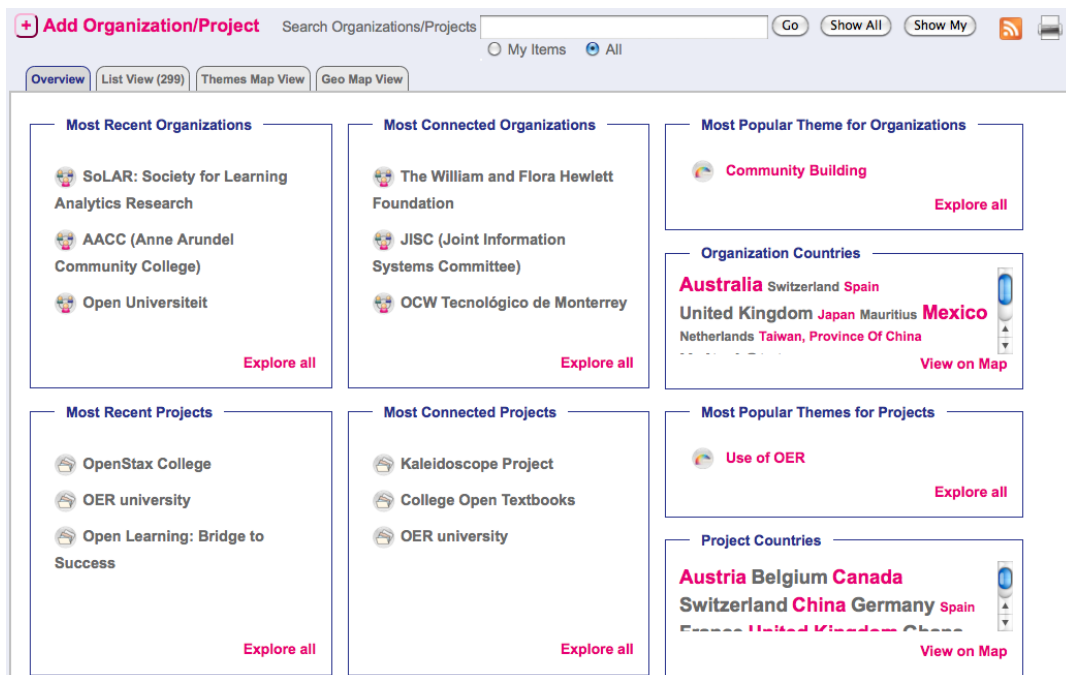 + Add Organization/Project Search Organizations/Projects Go Show All Show My
My Items All
Overview List View (299) Themes Map View Geo Map View
Most Recent Organizations
SoLAR: Society for Learning
Analytics Research
AACC (Anne Arundel
Community College)
Open Universiteit
Explore all
Most Connected Organizations
The William and Flora Hewlett
Foundation
JISC (Joint Information
Systems Committee)
OCW Tecnológico de Monterrey
Explore all
Most Popular Theme for Organizations
Community Building
Explore all
Organization Countries
Australia Switzerland Spain
United Kingdom Japan Mauritius Mexico
Netherlands Taiwan, Province Of China
View on Map
Most Recent Projects
OpenStax College
OER university
Open Learning: Bridge to
Success
Explore all
Most Connected Projects
Kaleidoscope Project
College Open Textbooks
OER university
Explore all
Most Popular Themes for Projects
Use of OER
Explore all
Project Countries
Austria Belgium Canada
Switzerland China Germany Spain
France United Kingdom Ghana
View on Map